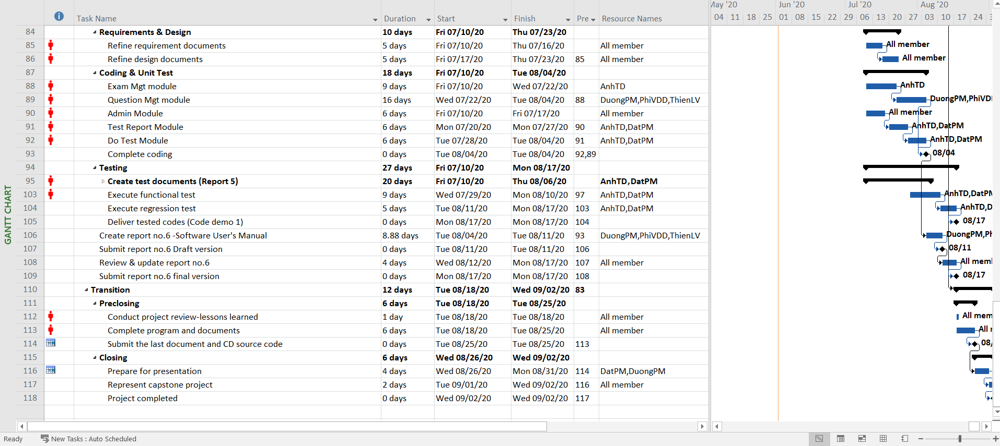 May '20 Jun '20 Jul '20 Aug '20
Task Name Duration Start Finish Pre Resource Names 04 11 18 25 01 08 15 22 29 06 13 20 27 03 10 17 24
84 Requirements & Design 10 days Fri 07/10/20 Thu 07/23/20
85 Refine requirement documents 5 days Fri 07/10/20 Thu 07/16/20 All member All member
86 Refine design documents 5 days Fri 07/17/20 Thu 07/23/20 85 All member All member
87 Coding & Unit Test 18 days Fri 07/10/20 Tue 08/04/20
88 Exam Mgt module 9 days Fri 07/10/20 Wed 07/22/20 AnhTD AnhTD
89 Question Mgt module 16 days Wed 07/22/20 Tue 08/04/20 88 DuongPM,PhiVDD,ThienLV DuongPM,PhiVDD
90 Admin Module 6 days Fri 07/10/20 Fri 07/17/20 All member All member
91 Test Report Module 6 days Mon 07/20/20 Mon 07/27/20 90 AnhTD,DatPM AnhTD,DatPM
92 Do Test Module 6 days Tue 07/28/20 Tue 08/04/20 91 AnhTD,DatPM AnhTD,DatPM
93 Complete coding 0 days Tue 08/04/20 Tue 08/04/20 92,89 08/04
94 Testing 27 days Fri 07/10/20 Mon 08/17/20
95 Create test documents (Report 5) 20 days Fri 07/10/20 Thu 08/06/20 AnhTD,DatPM
103 Execute functional test 9 days Wed 07/29/20 Mon 08/10/20 97 AnhTD,DatPM AnhTD,DatPM
104 Execute regression test 5 days Tue 08/11/20 Mon 08/17/20 103 AnhTD,DatPM AnhTD,D
105 Deliver tested codes (Code demo 1) 0 days Mon 08/17/20 Mon 08/17/20 104 08/17
106 Create report no.6 -Software User's Manual 8.88 days Tue 08/04/20 Tue 08/11/20 93 DuongPM,PhiVDD,ThienLV DuongPM,Ph
107 Submit report no.6 Draft version 0 days Tue 08/11/20 Tue 08/11/20 106 08/11
108 Review & update report no.6 4 days Wed 08/12/20 Mon 08/17/20 107 All member All mem
109 Submit report no.6 final version 0 days Mon 08/17/20 Mon 08/17/20 108 08/17
110 Transition 12 days Tue 08/18/20 Wed 09/02/20 83
111 Preclosing 6 days Tue 08/18/20 Tue 08/25/20
112 Conduct project review-lessons learned 1 day Tue 08/18/20 Tue 08/18/20 All member All mem
113 Complete program and documents 6 days Tue 08/18/20 Tue 08/25/20 All member All
114 Submit the last document and CD source code 0 days Tue 08/25/20 Tue 08/25/20 113 08/
115 Closing 6 days Wed 08/26/20 Wed 09/02/20
116 Prepare for presentation 4 days Wed 08/26/20 Mon 08/31/20 114 DatPM,DuongPM
117 Represent capstone project 2 days Tue 09/01/20 Wed 09/02/20 116 All member
118 Project completed 0 days Wed 09/02/20 Wed 09/02/20 117
GANTT CHART
Ready New Tasks : Auto Scheduled